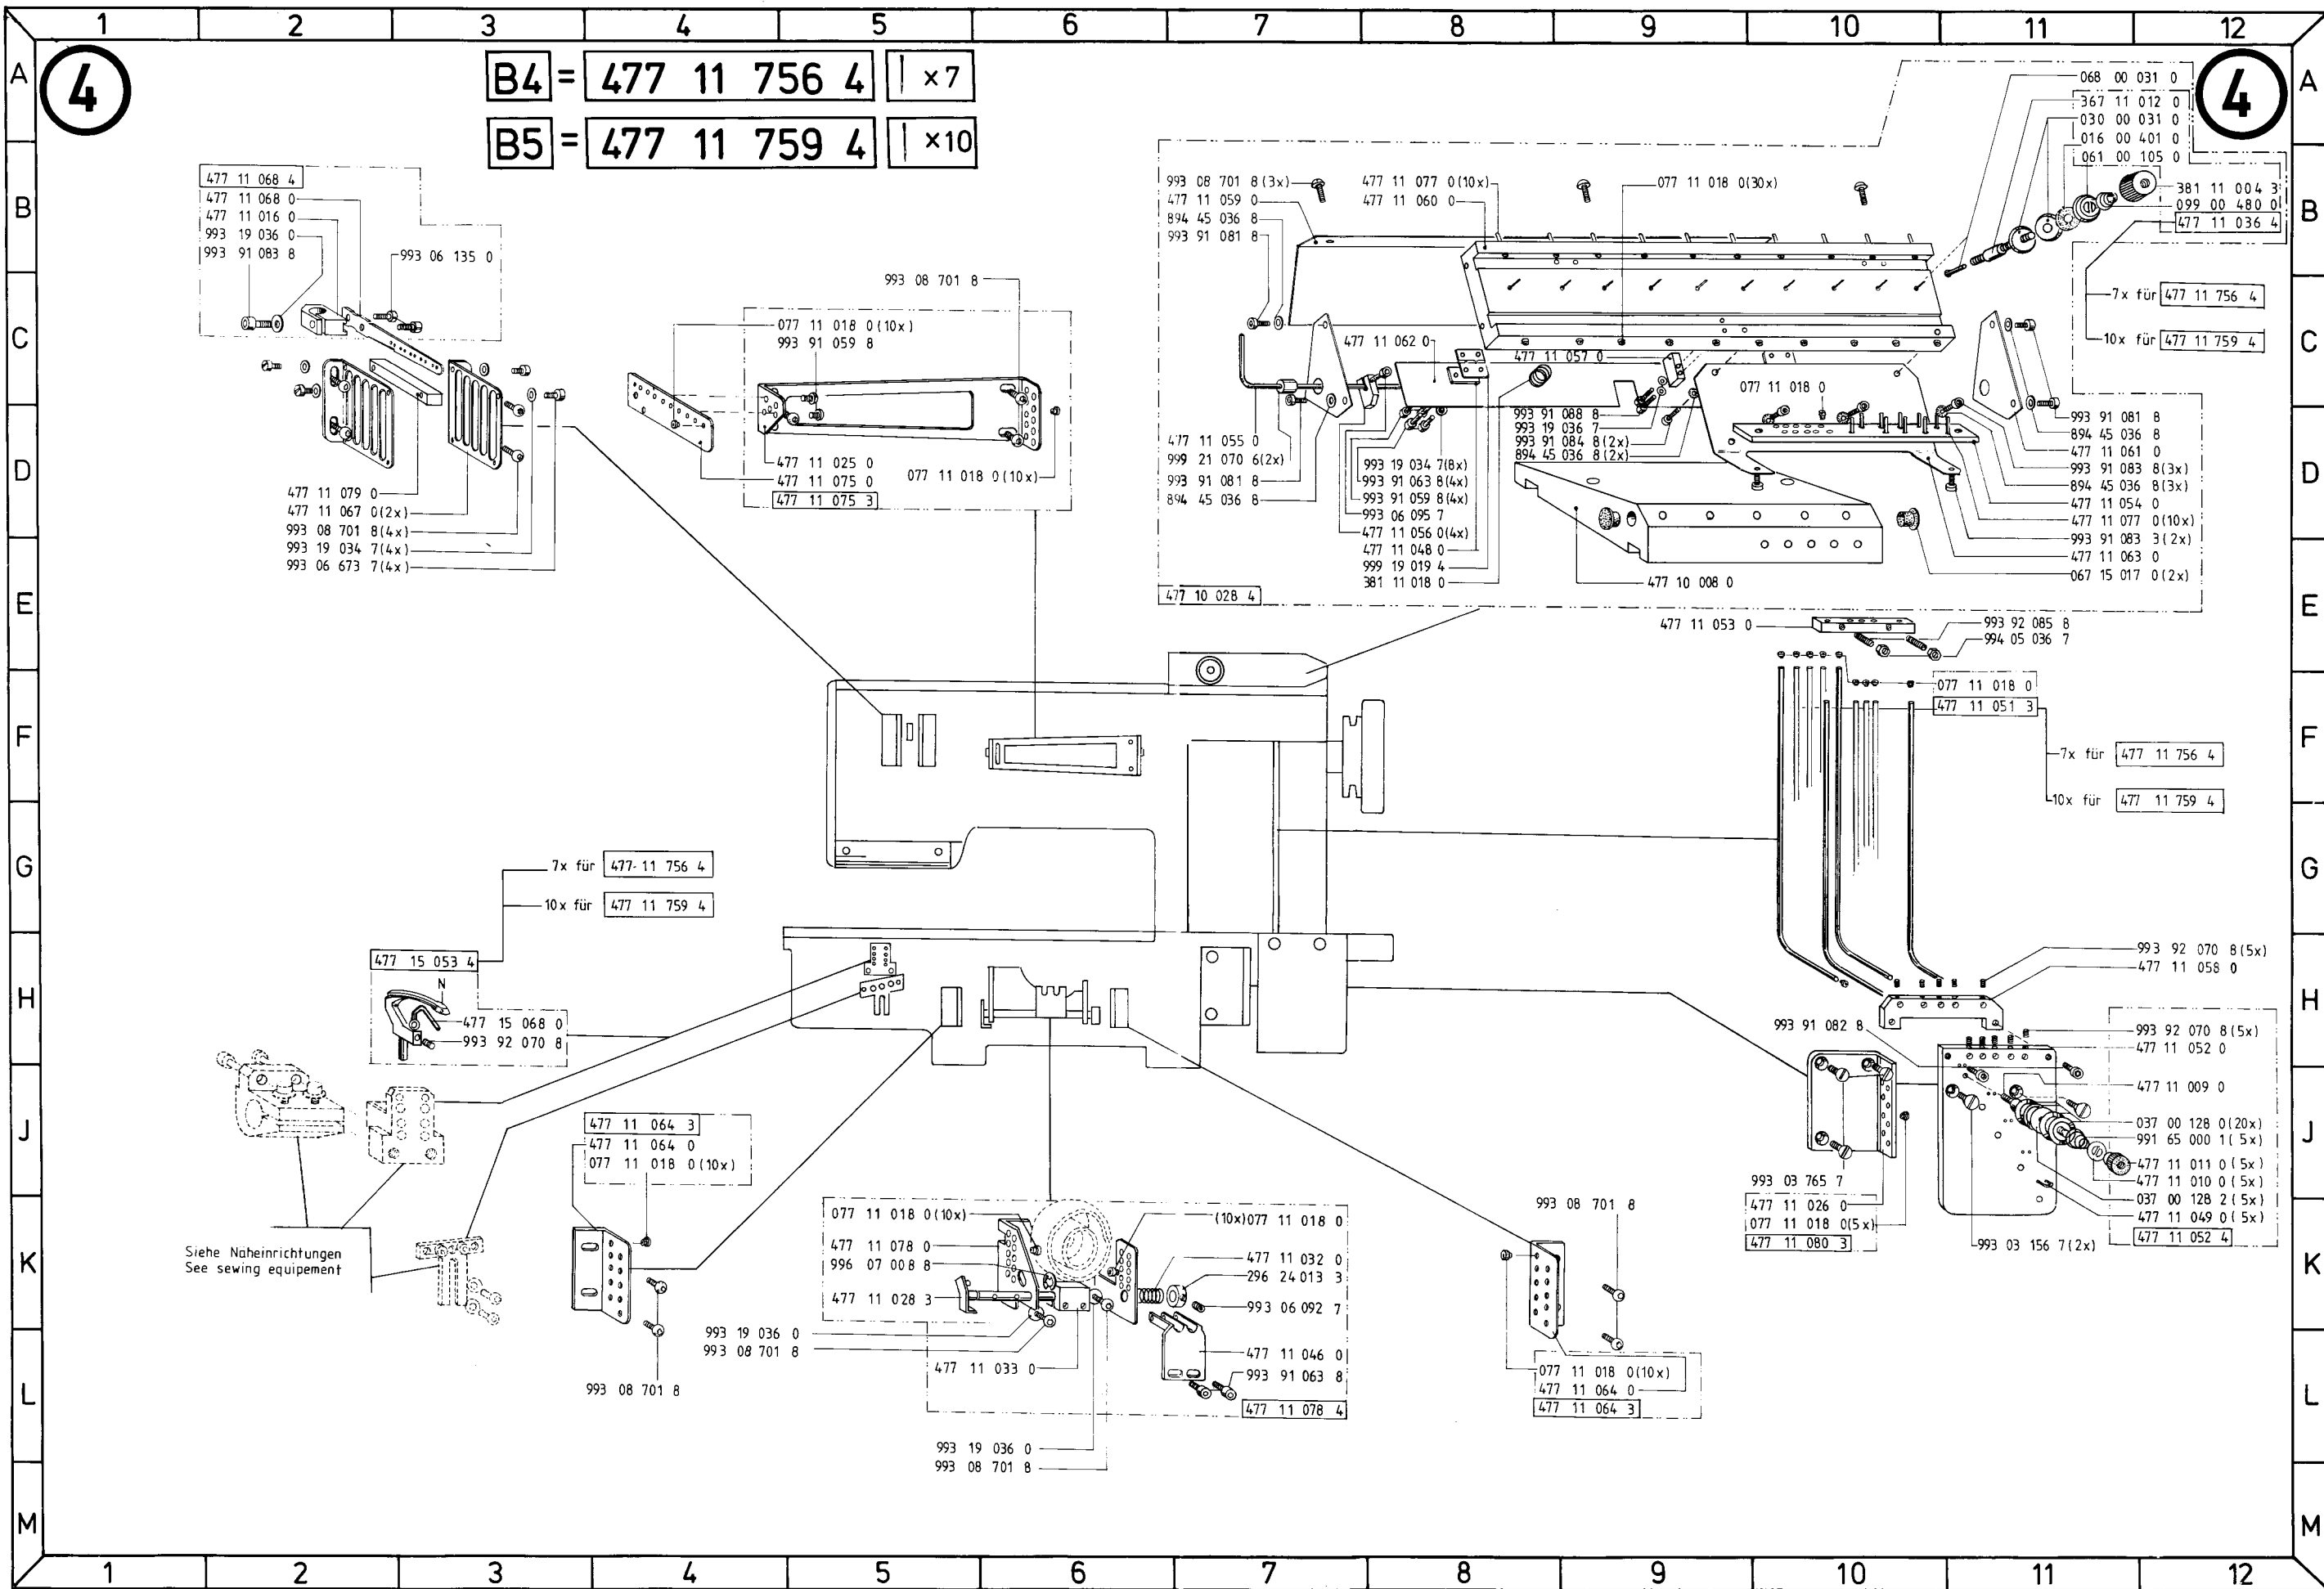 1 2 3 4 5 6 7 8 9 10 11 12
A A
4 4
B4 = 477 11 756 4 | ×7
B5 = 477 11 759 4 | ×10
B B
477 11 068 4
477 11 068 0
477 11 016 0
993 19 036 0
993 91 083 8
993 06 135 0
C C
477 11 079 0
477 11 067 0(2x)
993 08 701 8(4x)
993 19 034 7(4x)
993 06 673 7(4x)
993 08 701 8
077 11 018 0(10x)
993 91 059 8
477 11 025 0
477 11 075 0
477 11 075 3
077 11 018 0(10x)
993 08 701 8(3x)
477 11 059 0
894 45 036 8
993 91 081 8
477 11 077 0(10x)
477 11 060 0
077 11 018 0(30x)
068 00 031 0
367 11 012 0
030 00 031 0
016 00 401 0
061 00 105 0
381 11 004 3
099 00 480 0
477 11 036 4
7x für 477 11 756 4
10x für 477 11 759 4
477 11 062 0
477 11 057 0
077 11 018 0
D D
477 11 055 0
999 21 070 6(2x)
993 91 081 8
894 45 036 8
993 91 088 8
993 19 036 7
993 91 084 8(2x)
894 45 036 8(2x)
993 19 034 7(8x)
993 91 063 8(4x)
993 91 059 8(4x)
993 06 095 7
477 11 056 0(4x)
477 11 048 0
999 19 019 4
381 11 018 0
477 10 008 0
477 10 028 4
993 91 081 8
894 45 036 8
477 11 061 0
993 91 083 8(3x)
894 45 036 8(3x)
477 11 054 0
477 11 077 0(10x)
993 91 083 3(2x)
477 11 063 0
067 15 017 0(2x)
E E
477 11 053 0
993 92 085 8
994 05 036 7
077 11 018 0
477 11 051 3
F F
7x für 477 11 756 4
10x für 477 11 759 4
G G
7x für 477 11 756 4
10x für 477 11 759 4
H H
477 15 053 4
N
477 15 068 0
993 92 070 8
993 92 070 8(5x)
477 11 058 0
993 91 082 8
993 92 070 8(5x)
477 11 052 0
477 11 009 0
J J
037 00 128 0(20x)
991 65 000 1(5x)
477 11 011 0(5x)
477 11 010 0(5x)
037 00 128 2(5x)
477 11 049 0(5x)
477 11 052 4
993 03 156 7(2x)
993 03 765 7
477 11 026 0
077 11 018 0(5x)
477 11 080 3
477 11 064 3
477 11 064 0
077 11 018 0(10x)
993 08 701 8
K K
Siehe Näheinrichtungen
See sewing equipement
077 11 018 0(10x)
477 11 078 0
996 07 008 8
477 11 028 3
993 19 036 0
993 08 701 8
477 11 033 0
(10x)077 11 018 0
477 11 032 0
296 24 013 3
993 06 092 7
477 11 046 0
993 91 063 8
477 11 078 4
993 19 036 0
993 08 701 8
993 08 701 8
077 11 018 0(10x)
477 11 064 0
477 11 064 3
L L
M M
1 2 3 4 5 6 7 8 9 10 11 12